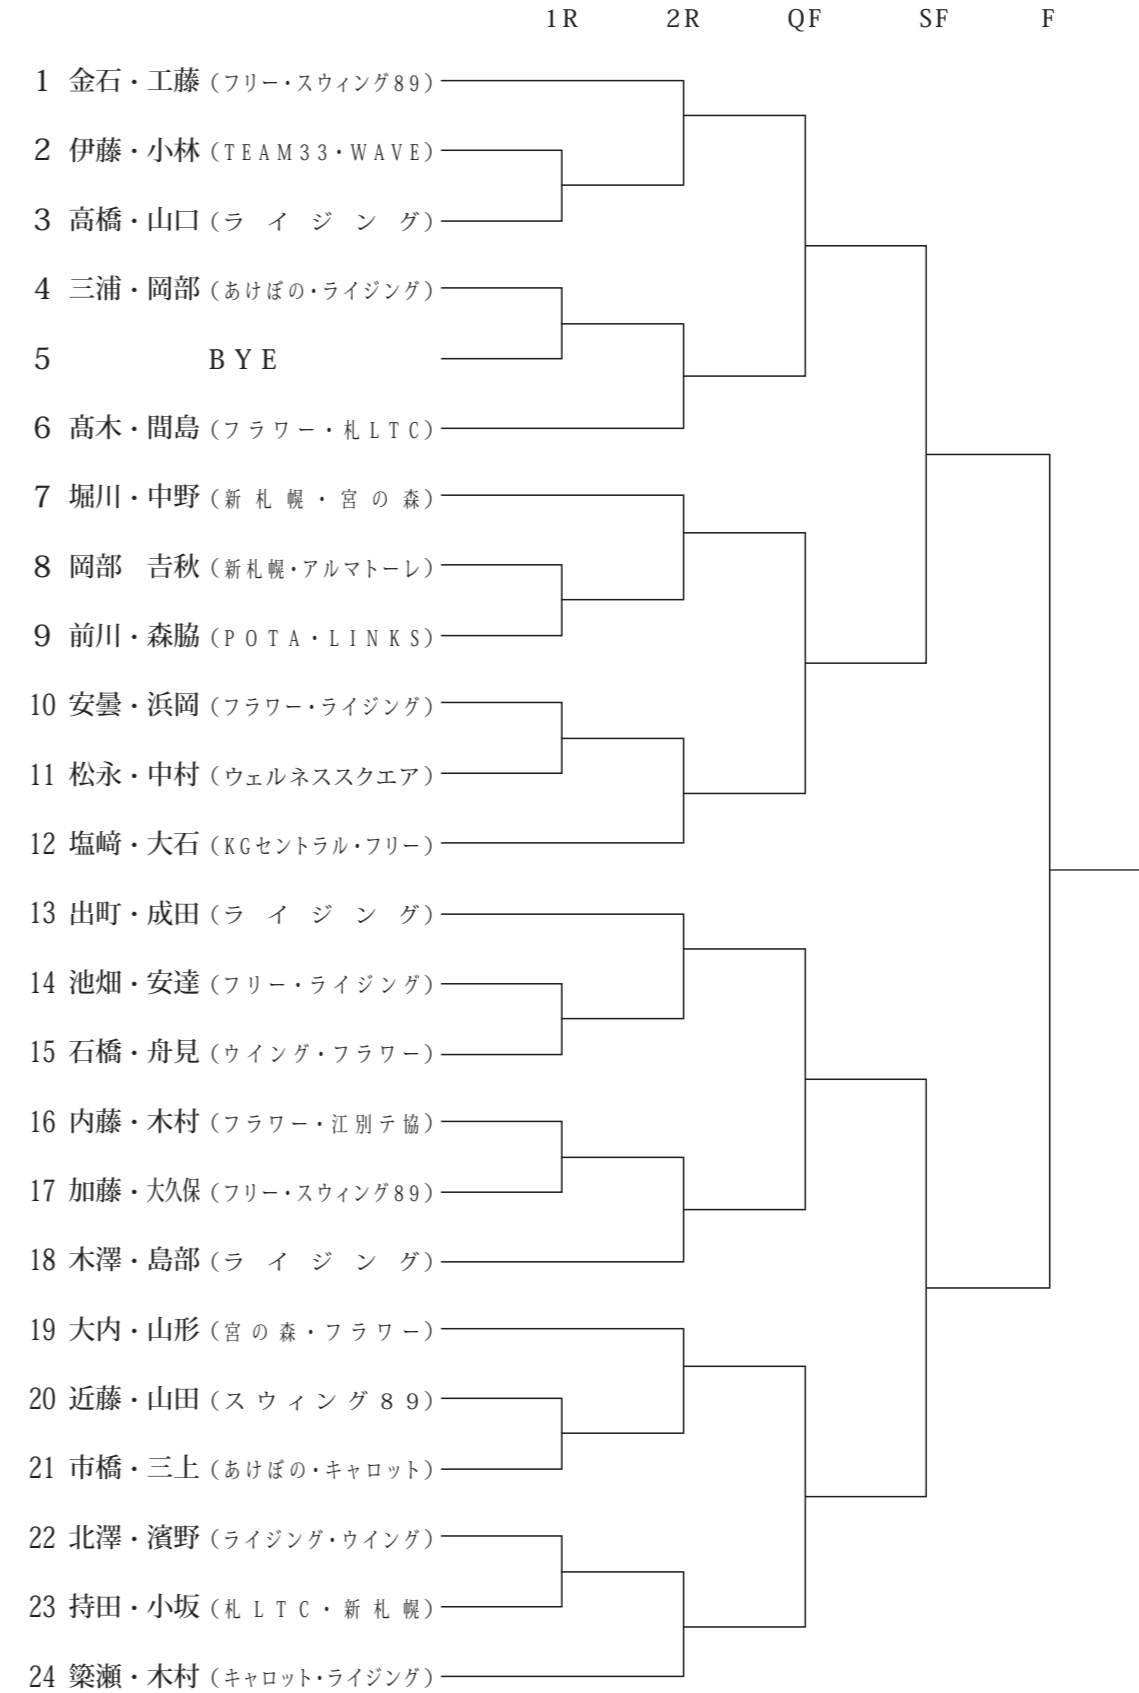 1R 2R QF SF F
1 金石・工藤（フリー・スウィング89）
2 伊藤・小林（TEAM33・WAVE）
3 高橋・山口（ライジング）
4 三浦・岡部（あけぼの・ライジング）
5 BYE
6 髙木・間島（フラワー・札LTC）
7 堀川・中野（新札幌・宮の森）
8 岡部　𠮷秋（新札幌・アルマトーレ）
9 前川・森脇（POTA・LINKS）
10 安曇・浜岡（フラワー・ライジング）
11 松永・中村（ウェルネススクエア）
12 塩﨑・大石（KGセントラル・フリー）
13 出町・成田（ライジング）
14 池畑・安達（フリー・ライジング）
15 石橋・舟見（ウイング・フラワー）
16 内藤・木村（フラワー・江別テ協）
17 加藤・大久保（フリー・スウィング89）
18 木澤・島部（ライジング）
19 大内・山形（宮の森・フラワー）
20 近藤・山田（スウィング89）
21 市橋・三上（あけぼの・キャロット）
22 北澤・濱野（ライジング・ウイング）
23 持田・小坂（札LTC・新札幌）
24 簗瀬・木村（キャロット・ライジング）